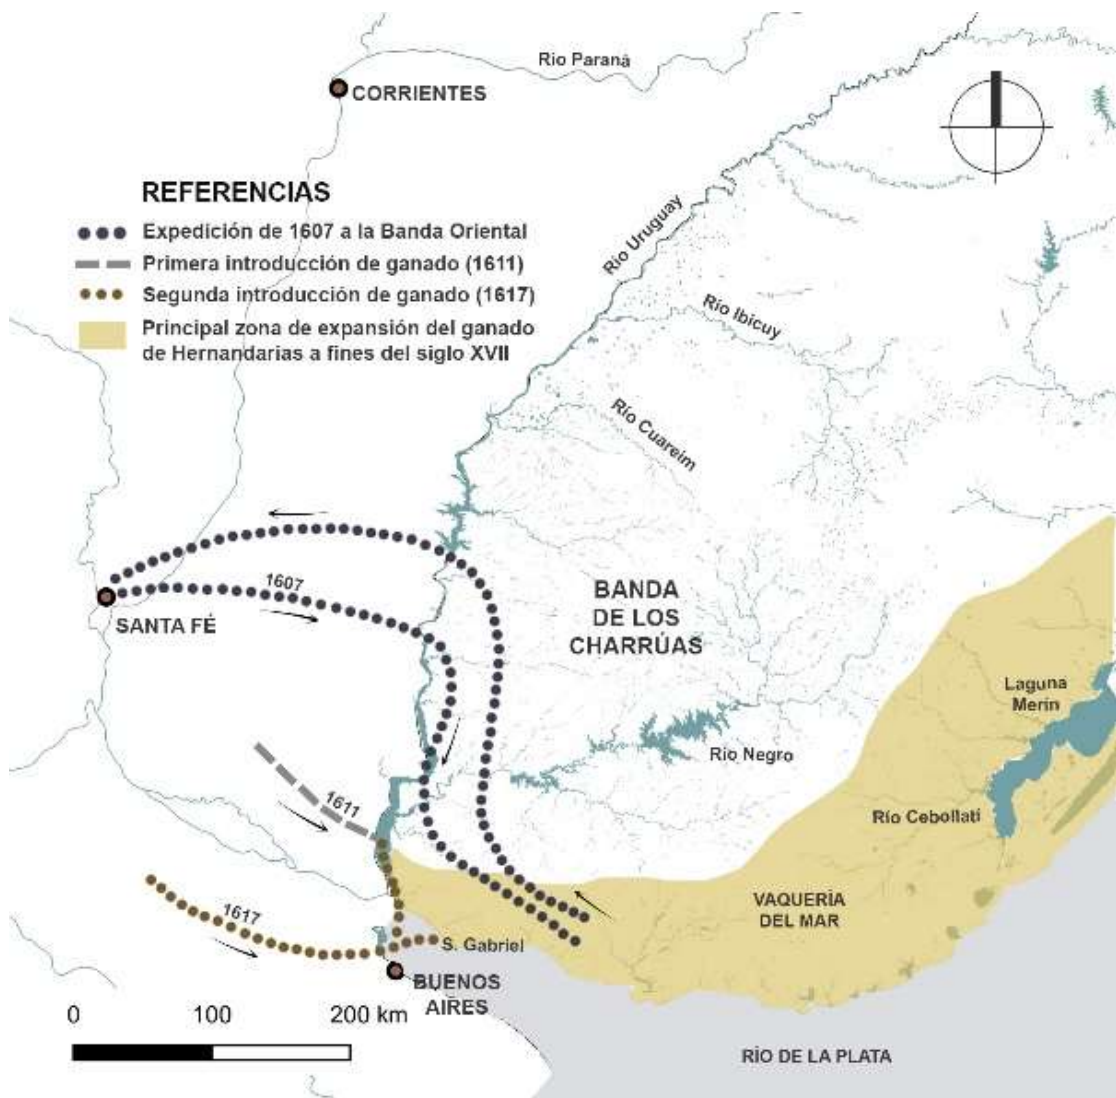 Río Paraná
CORRIENTES
REFERENCIAS
Expedición de 1607 a la Banda Oriental
Primera introducción de ganado (1611)
Segunda introducción de ganado (1617)
Principal zona de expansión del ganado
de Hernandarias a fines del siglo XVII
Río Uruguay
Río Ibicuy
Río Cuareim
1607
SANTA FÉ
BANDA
DE LOS
CHARRÚAS
Laguna
Merín
Río Negro
1611
Río Cebollatí
1617
VAQUERÍA
DEL MAR
S. Gabriel
BUENOS
AIRES
0 100 200 km
RÍO DE LA PLATA